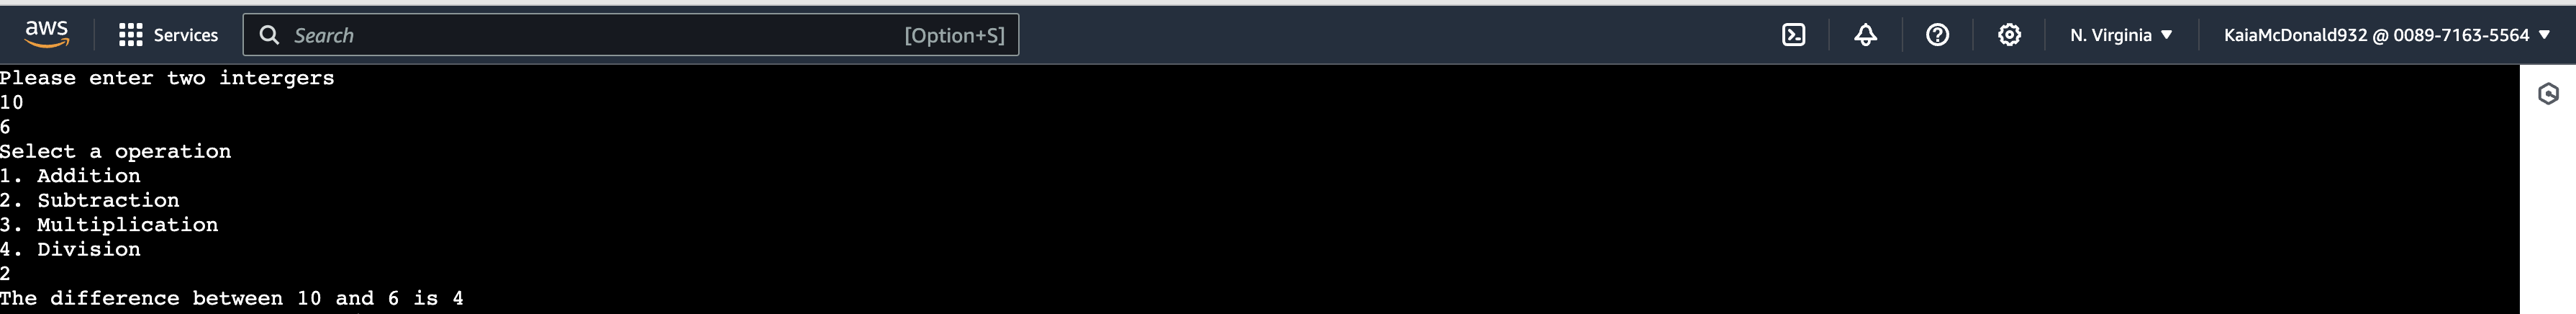 aws Services Search [Option+S] N. Virginia KaiaMcDonald932 @ 0089-7163-5564
Please enter two intergers
10
6
Select a operation
1. Addition
2. Subtraction
3. Multiplication
4. Division
2
The difference between 10 and 6 is 4